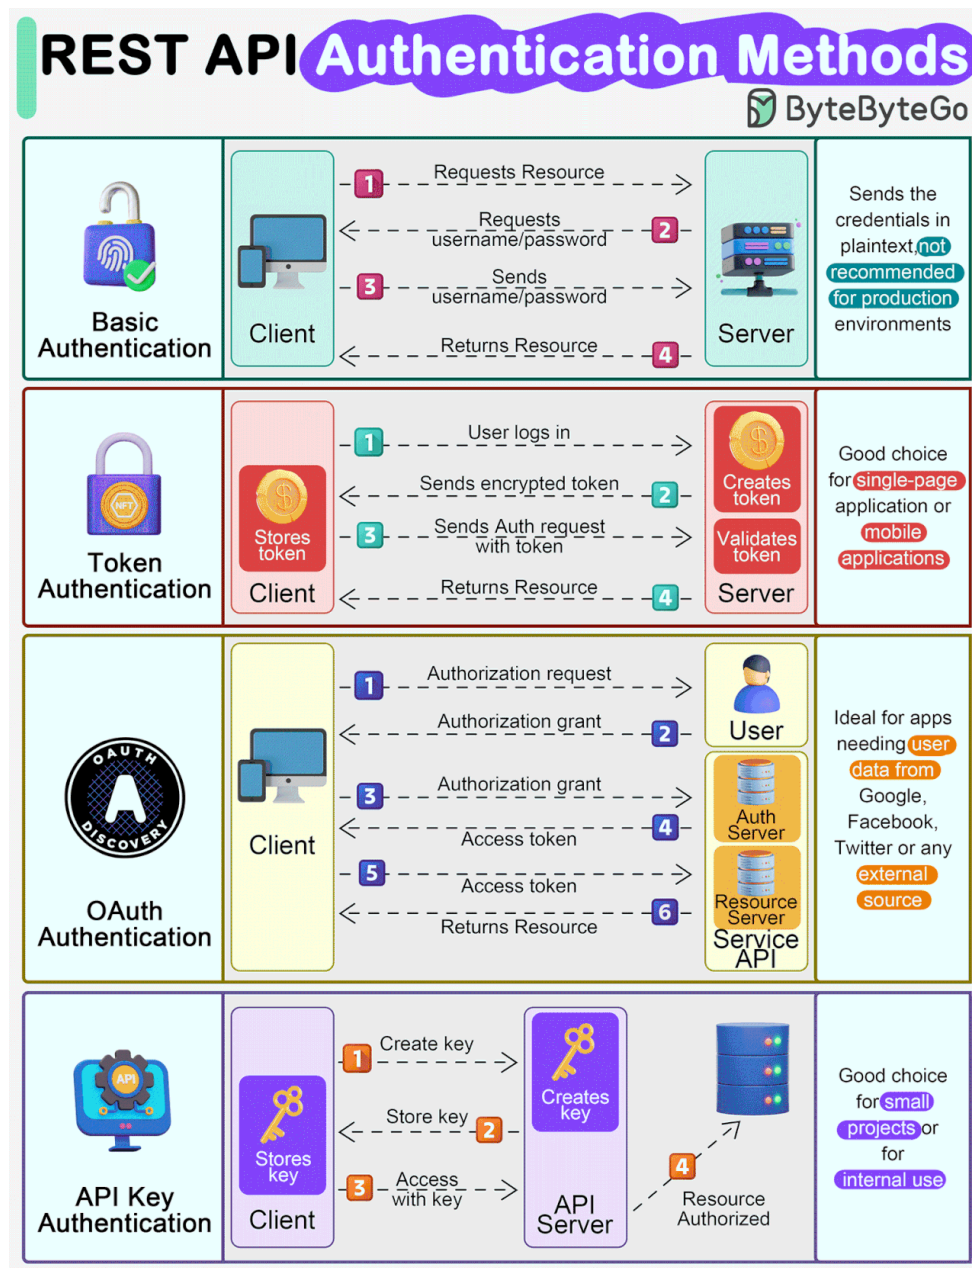 REST API Authentication Methods
ByteByteGo
Basic
Authentication
Client
1
Requests Resource
Requests
username/password
2
3
Sends
username/password
Returns Resource
4
Server
Sends the
credentials in
plaintext, not
recommended
for production
environments
NFT
Token
Authentication
Stores
token
Client
1
User logs in
Sends encrypted token
2
3
Sends Auth request
with token
Returns Resource
4
Creates
token
Validates
token
Server
Good choice
for single-page
application or
mobile
applications
OAUTH
A
DISCOVERY
OAuth
Authentication
Client
1
Authorization request
Authorization grant
2
3
Authorization grant
4
Access token
5
Access token
6
Returns Resource
User
Auth
Server
Resource
Server
Service
API
Ideal for apps
needing user
data from
Google,
Facebook,
Twitter or any
external
source
API
API Key
Authentication
Stores
key
Client
1
Create key
Store key
2
3
Access
with key
Creates
key
API
Server
4
Resource
Authorized
Good choice
for small
projects or
for
internal use